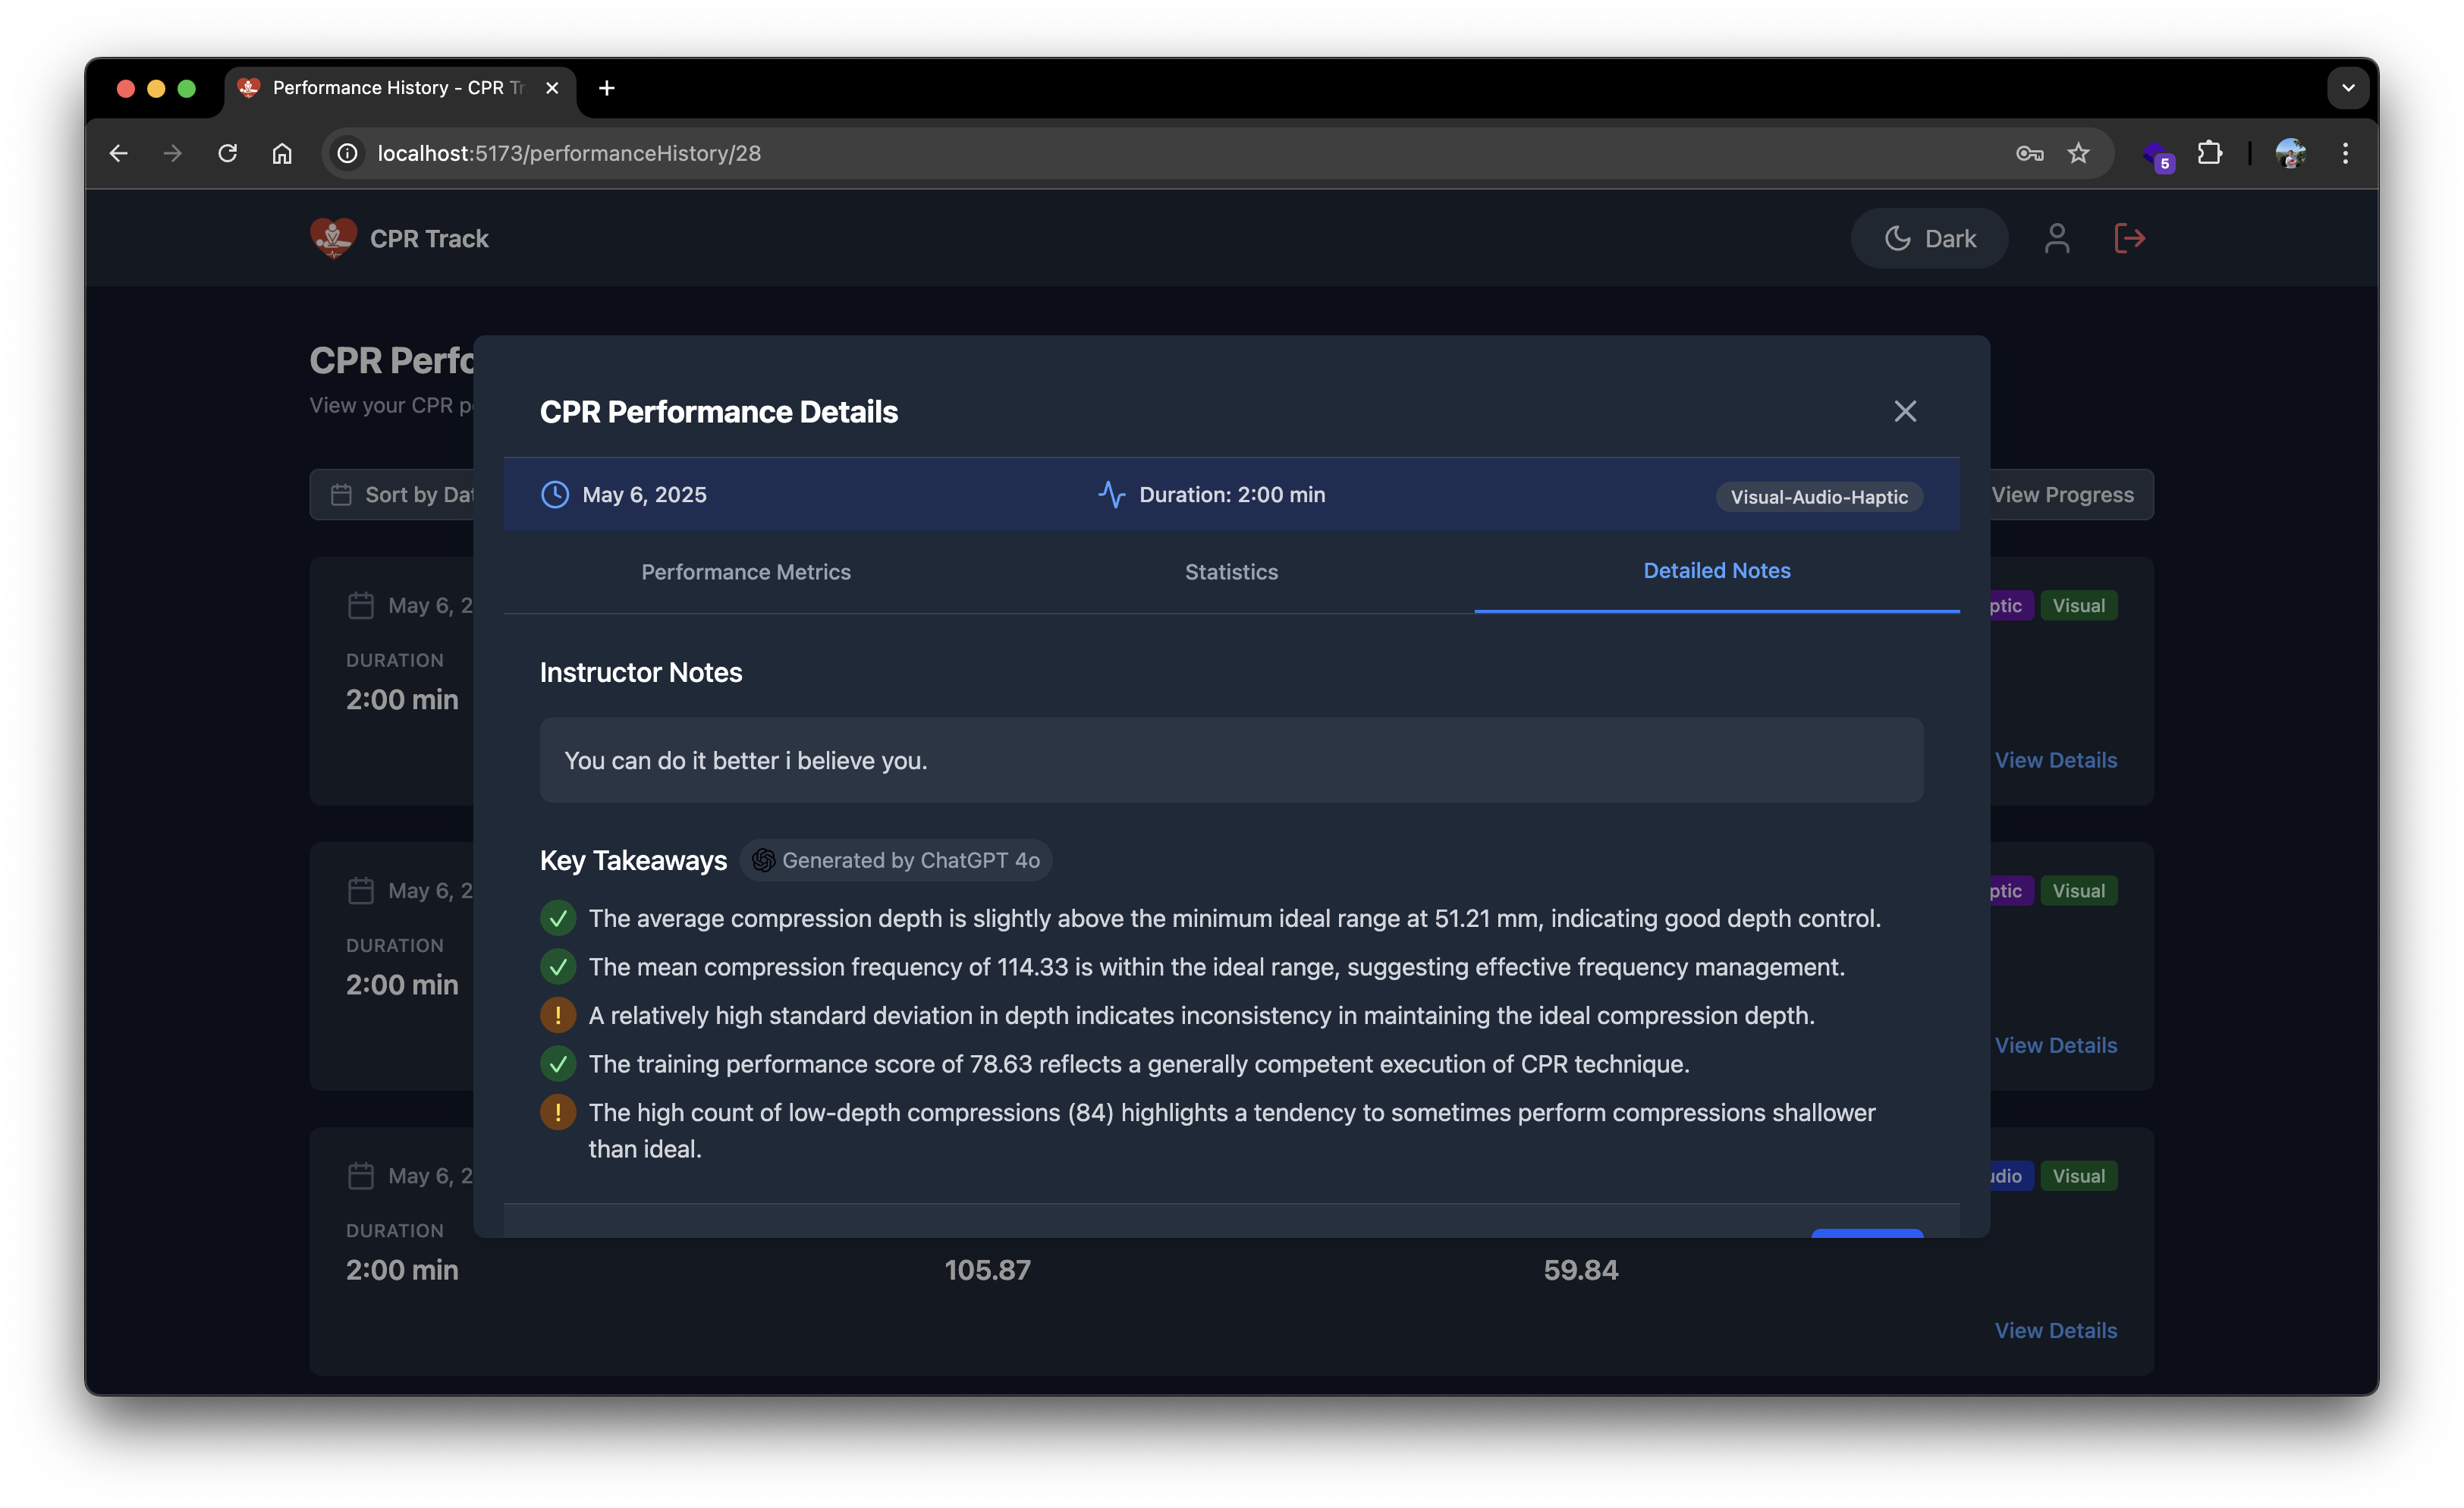 Performance History - CPR Tr
localhost:5173/performanceHistory/28
5
CPR Track
Dark
CPR Perfo
View your CPR p
Sort by Dat
View Progress
CPR Performance Details
May 6, 2025
Duration: 2:00 min
Visual-Audio-Haptic
Performance Metrics
Statistics
Detailed Notes
Instructor Notes
You can do it better i believe you.
Key Takeaways
Generated by ChatGPT 4o
The average compression depth is slightly above the minimum ideal range at 51.21 mm, indicating good depth control.
The mean compression frequency of 114.33 is within the ideal range, suggesting effective frequency management.
! A relatively high standard deviation in depth indicates inconsistency in maintaining the ideal compression depth.
The training performance score of 78.63 reflects a generally competent execution of CPR technique.
! The high count of low-depth compressions (84) highlights a tendency to sometimes perform compressions shallower
than ideal.
May 6, 2
ptic
Visual
DURATION
2:00 min
View Details
May 6, 2
ptic
Visual
DURATION
2:00 min
View Details
May 6, 2
udio
Visual
DURATION
2:00 min
105.87
59.84
View Details